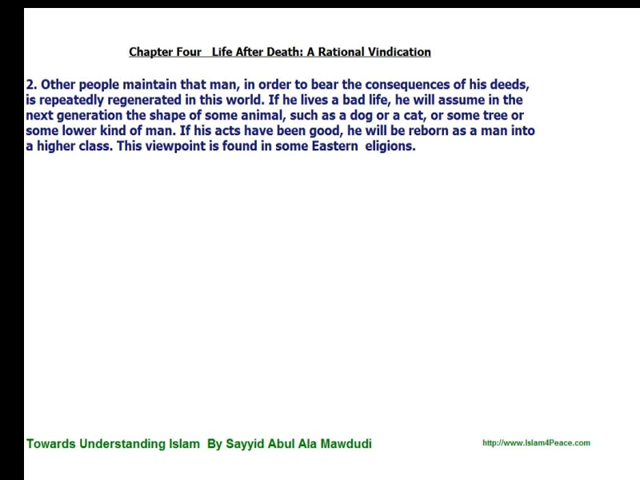 Chapter Four   Life After Death: A Rational Vindication
2. Other people maintain that man, in order to bear the consequences of his deeds,
is repeatedly regenerated in this world. If he lives a bad life, he will assume in the
next generation the shape of some animal, such as a dog or a cat, or some tree or
some lower kind of man. If his acts have been good, he will be reborn as a man into
a higher class. This viewpoint is found in some Eastern  eligions.
Towards Understanding Islam  By Sayyid Abul Ala Mawdudi
http://www.Islam4Peace.com